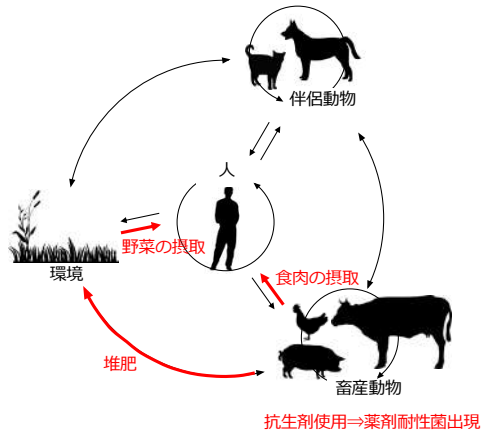 伴侶動物
人
野菜の摂取
環境
食肉の摂取
堆肥
畜産動物
抗生剤使用⇒薬剤耐性菌出現